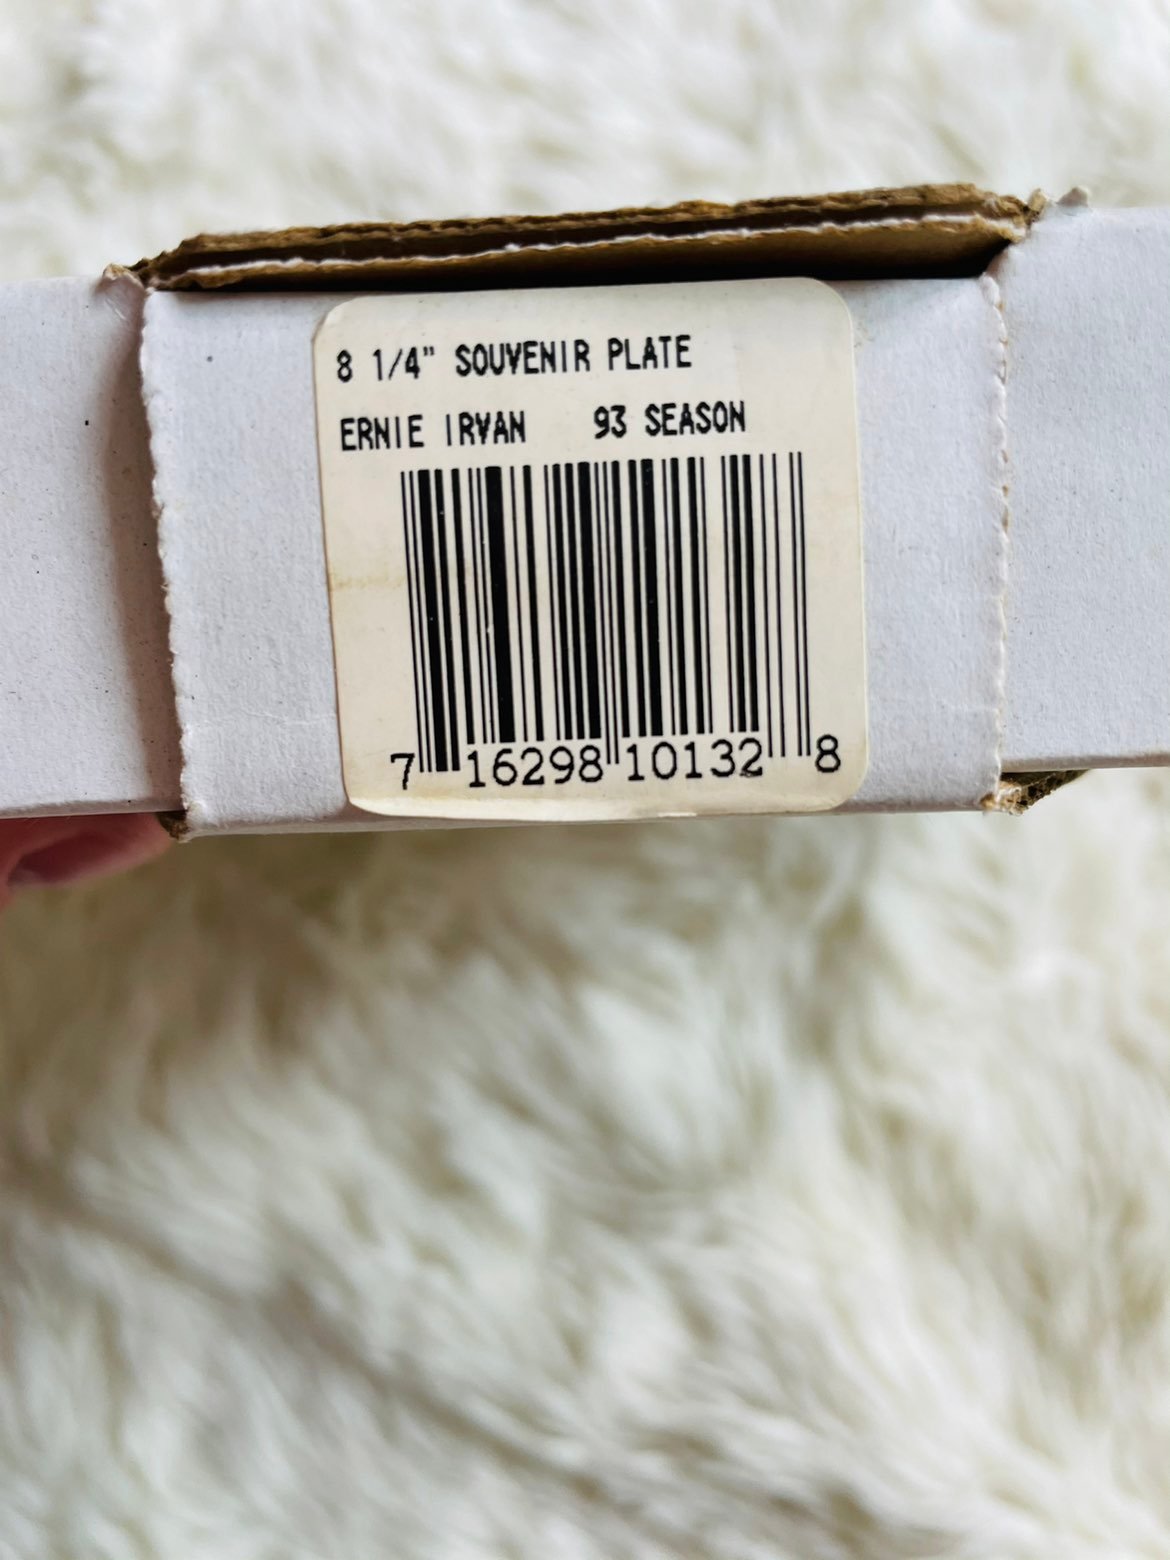 8 1/4" SOUVENIR PLATE
ERNIE IRVAN 93 SEASON
7 16298 10132 8